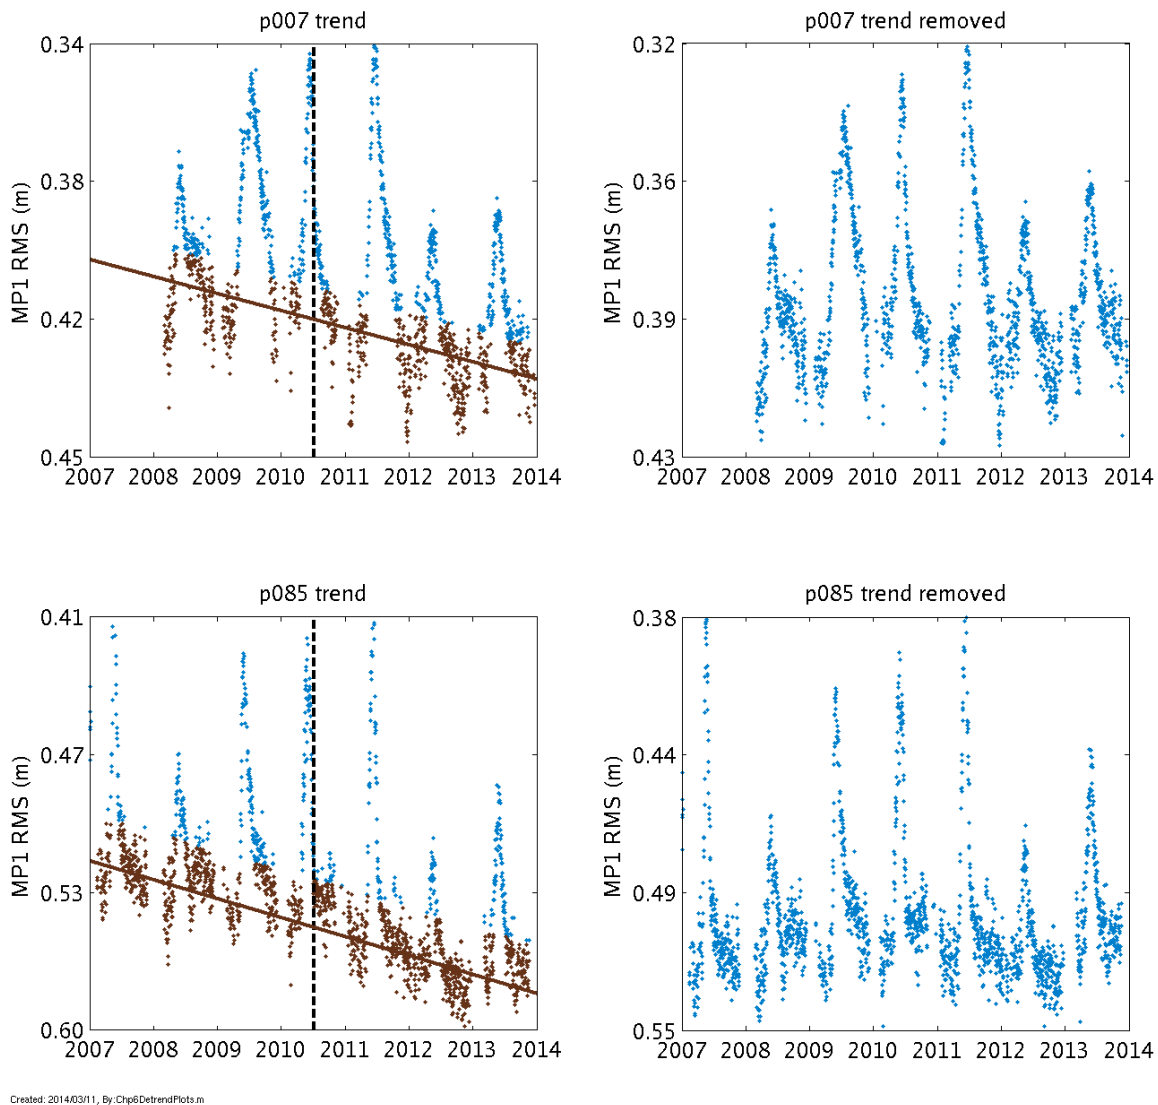 p007 trend
p007 trend removed
0.34
0.38
0.42
0.45
MP1 RMS (m)
2007 2008 2009 2010 2011 2012 2013 2014
0.32
0.36
0.39
0.43
MP1 RMS (m)
2007 2008 2009 2010 2011 2012 2013 2014
p085 trend
p085 trend removed
0.41
0.47
0.53
0.60
MP1 RMS (m)
2007 2008 2009 2010 2011 2012 2013 2014
0.38
0.44
0.49
0.55
MP1 RMS (m)
2007 2008 2009 2010 2011 2012 2013 2014
Created: 2014/03/11, By:Chp6DetrendPlots.m